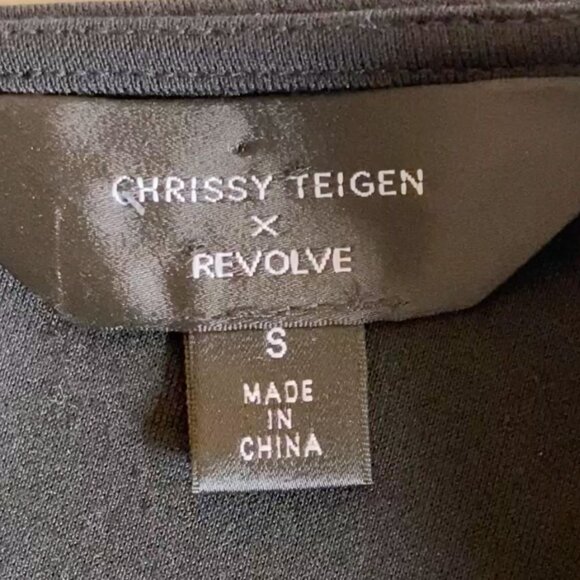 CHRISSY TEIGEN
X
REVOLVE
S
MADE
IN
CHINA